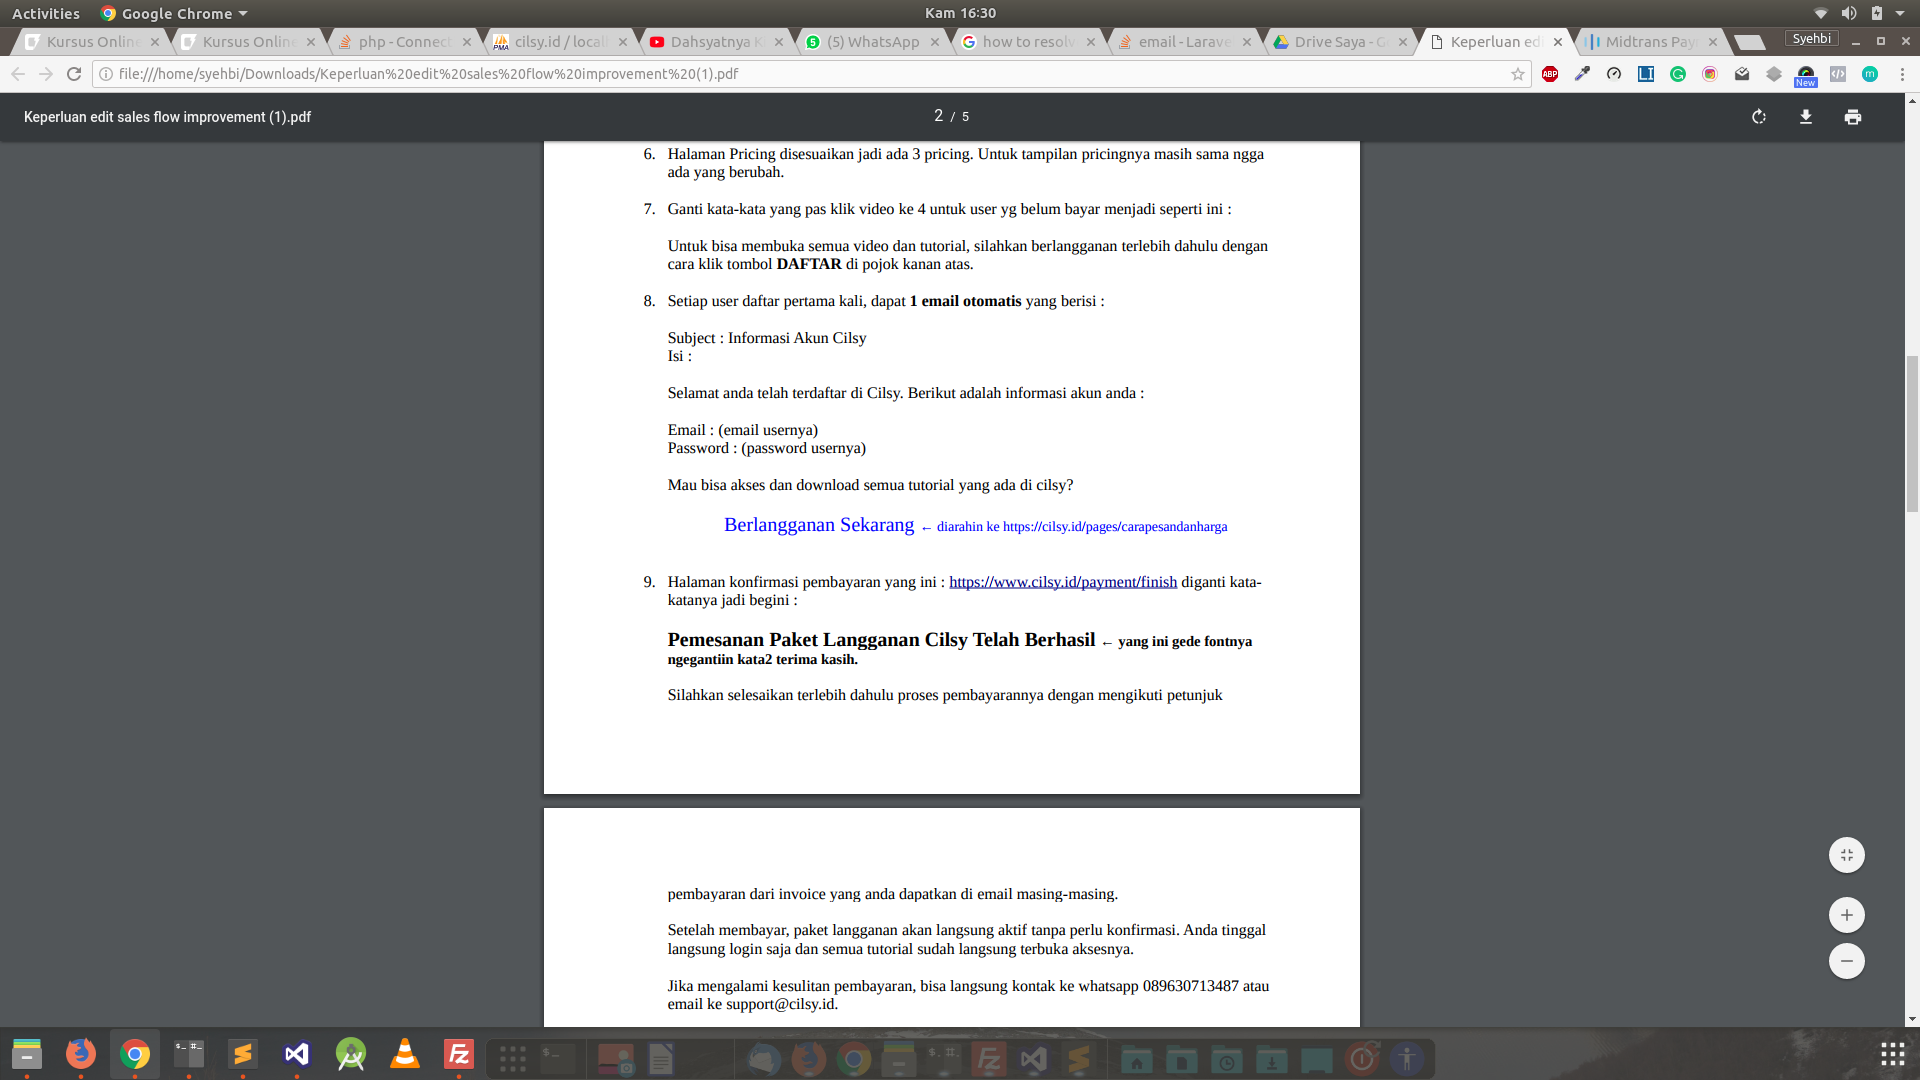 Activities Google Chrome Kam 16:30
Kursus Online Kursus Online php - Connect cilsy.id / local Dahsyatnya K (5) WhatsApp how to resolv email - Larave Drive Saya - G Keperluan edi Midtrans Pay Syehbi
file:///home/syehbi/Downloads/Keperluan%20edit%20sales%20flow%20improvement%20(1).pdf
Keperluan edit sales flow improvement (1).pdf 2 / 5
6. Halaman Pricing disesuaikan jadi ada 3 pricing. Untuk tampilan pricingnya masih sama ngga
ada yang berubah.
7. Ganti kata-kata yang pas klik video ke 4 untuk user yg belum bayar menjadi seperti ini :
Untuk bisa membuka semua video dan tutorial, silahkan berlangganan terlebih dahulu dengan
cara klik tombol DAFTAR di pojok kanan atas.
8. Setiap user daftar pertama kali, dapat 1 email otomatis yang berisi :
Subject : Informasi Akun Cilsy
Isi :
Selamat anda telah terdaftar di Cilsy. Berikut adalah informasi akun anda :
Email : (email usernya)
Password : (password usernya)
Mau bisa akses dan download semua tutorial yang ada di cilsy?
Berlangganan Sekarang ← diarahin ke https://cilsy.id/pages/carapesandanharga
9. Halaman konfirmasi pembayaran yang ini : https://www.cilsy.id/payment/finish diganti kata-
katanya jadi begini :
Pemesanan Paket Langganan Cilsy Telah Berhasil ← yang ini gede fontnya
ngegantiin kata2 terima kasih.
Silahkan selesaikan terlebih dahulu proses pembayarannya dengan mengikuti petunjuk
pembayaran dari invoice yang anda dapatkan di email masing-masing.
Setelah membayar, paket langganan akan langsung aktif tanpa perlu konfirmasi. Anda tinggal
langsung login saja dan semua tutorial sudah langsung terbuka aksesnya.
Jika mengalami kesulitan pembayaran, bisa langsung kontak ke whatsapp 089630713487 atau
email ke support@cilsy.id.